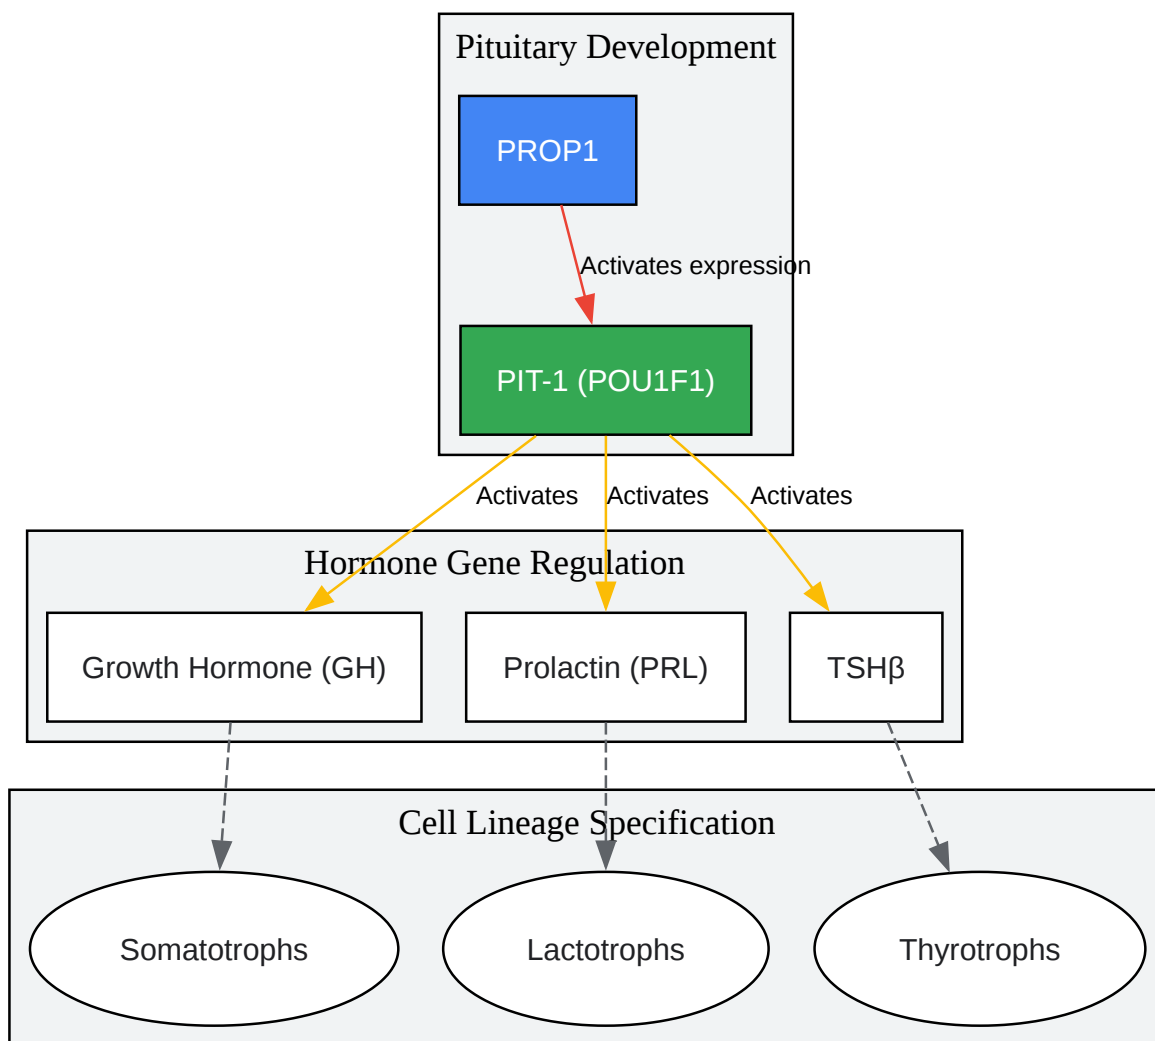 Pituitary Development
PROP1
Activates expression
PIT-1 (POU1F1)
Activates
Activates
Activates
Hormone Gene Regulation
Growth Hormone (GH)
Prolactin (PRL)
TSHβ
Cell Lineage Specification
Somatotrophs
Lactotrophs
Thyrotrophs